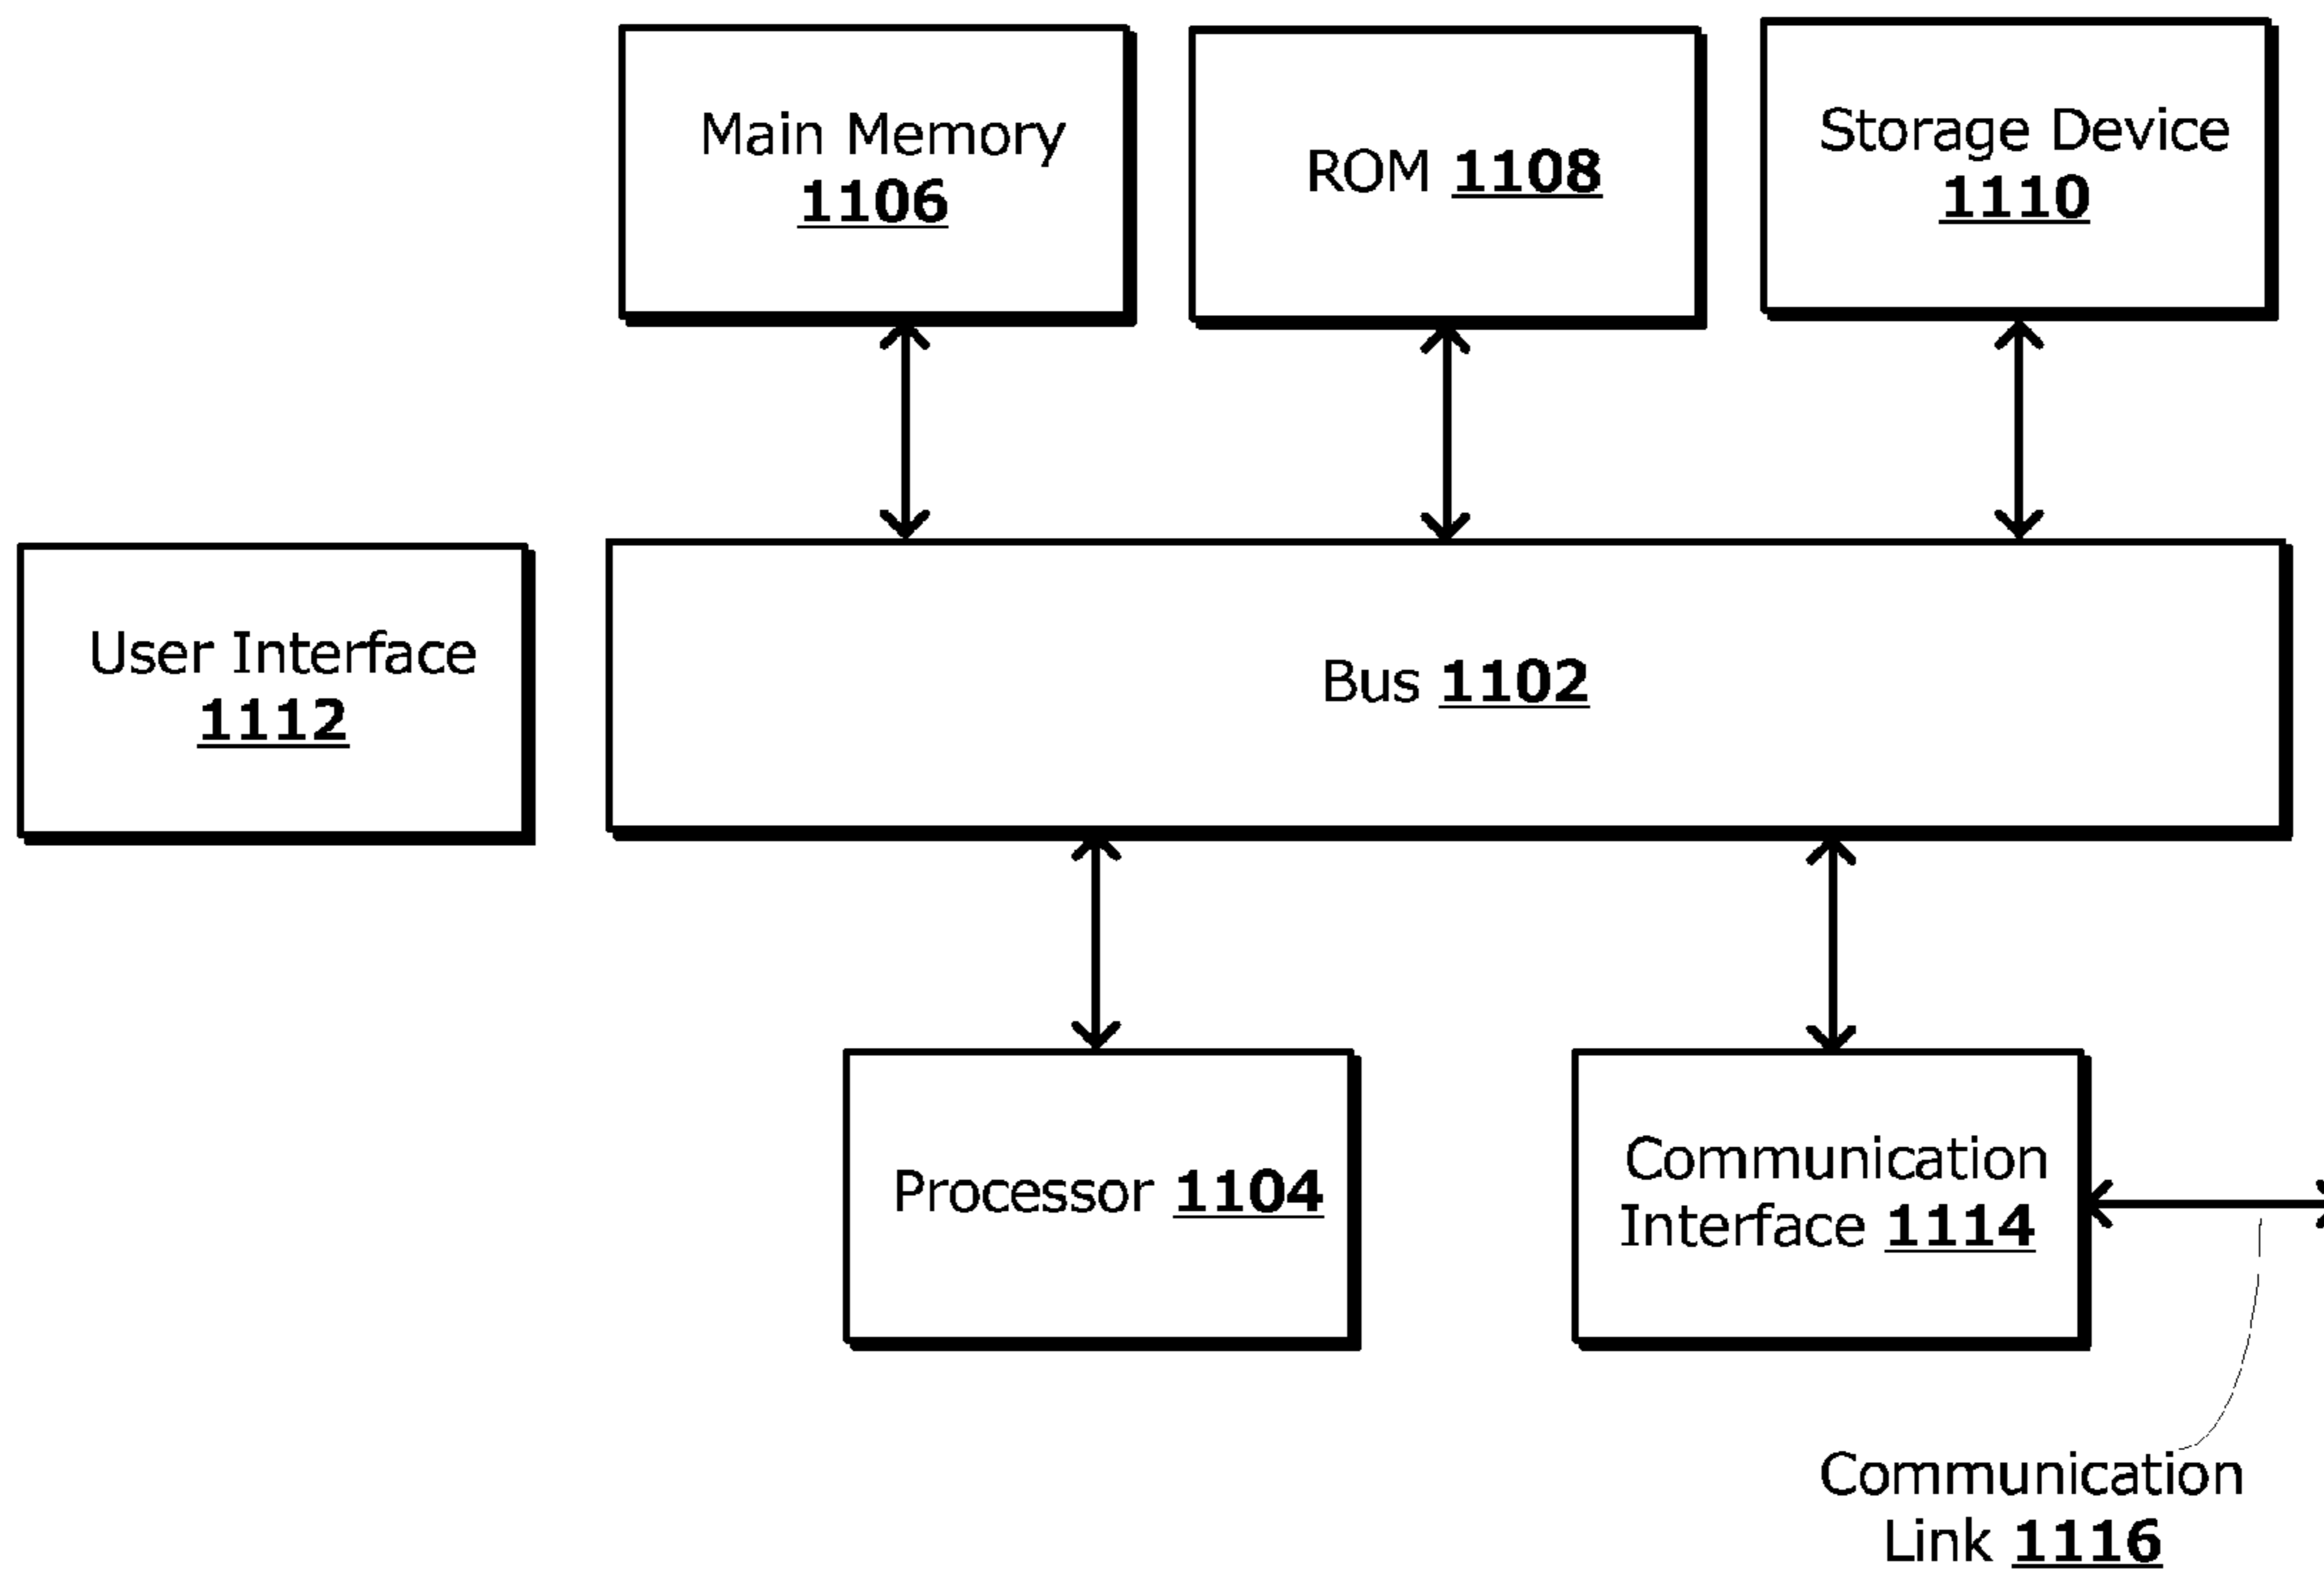 Main Memory
1106
ROM 1108
Storage Device
1110
User Interface
1112
Bus 1102
Processor 1104
Communication
Interface 1114
Communication
Link 1116